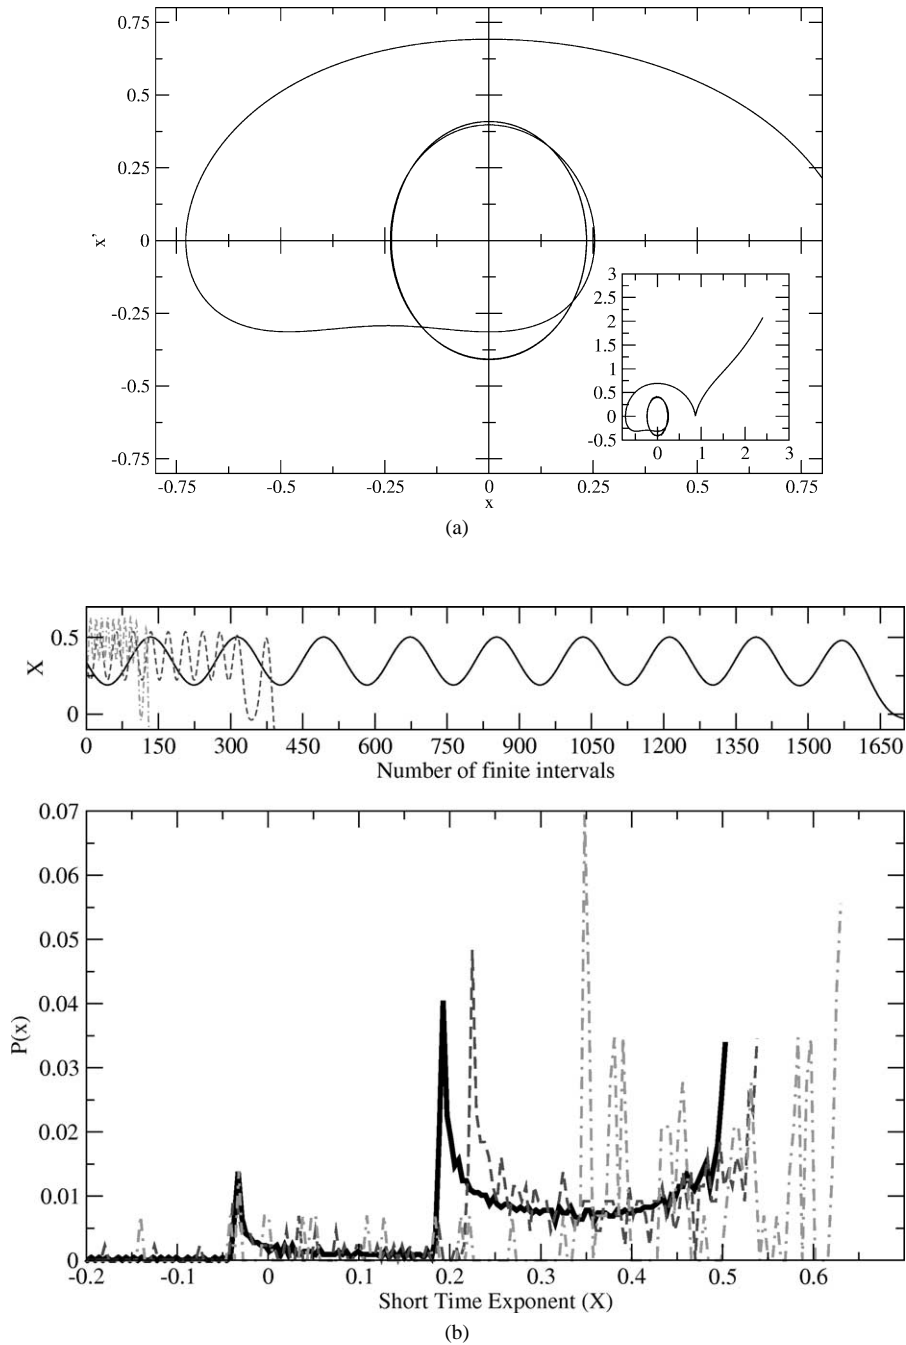 0.75
0.5
0.25
0
-0.25
-0.5
-0.75
x'
-0.75 -0.5 -0.25 0 0.25 0.5 0.75
x
3
2.5
2
1.5
1
0.5
0
-0.5
0 1 2 3
(a)
0.5
0
X
0 150 300 450 600 750 900 1050 1200 1350 1500 1650
Number of finite intervals
0.07
0.06
0.05
0.04
0.03
0.02
0.01
0
P(x)
-0.2 -0.1 0 0.1 0.2 0.3 0.4 0.5 0.6
Short Time Exponent (X)
(b)